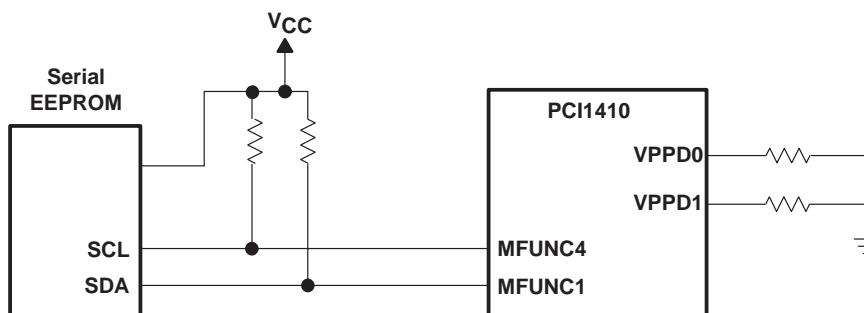 VCC
Serial
EEPROM
PCI1410
VPPD0
VPPD1
SCL
MFUNC4
SDA
MFUNC1